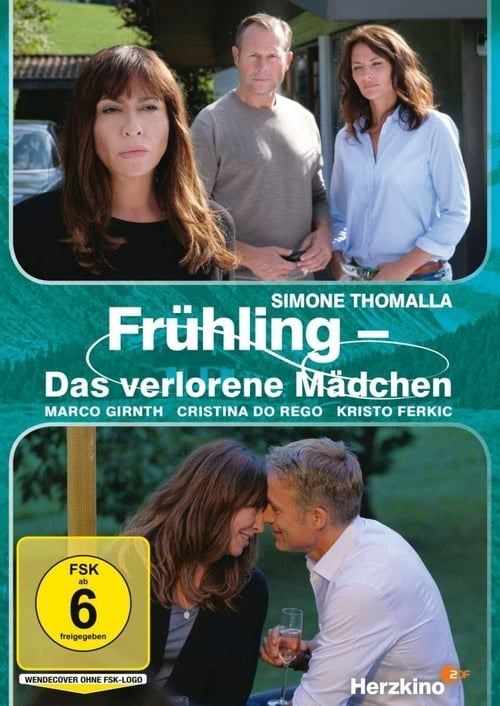 SIMONE THOMALLA
Frühling –
Das verlorene Mädchen
MARCO GIRNTH CRISTINA DO REGO KRISTO FERKIC
FSK
ab
6
freigegeben
WENDECOVER OHNE FSK-LOGO
Herzkino ZDF